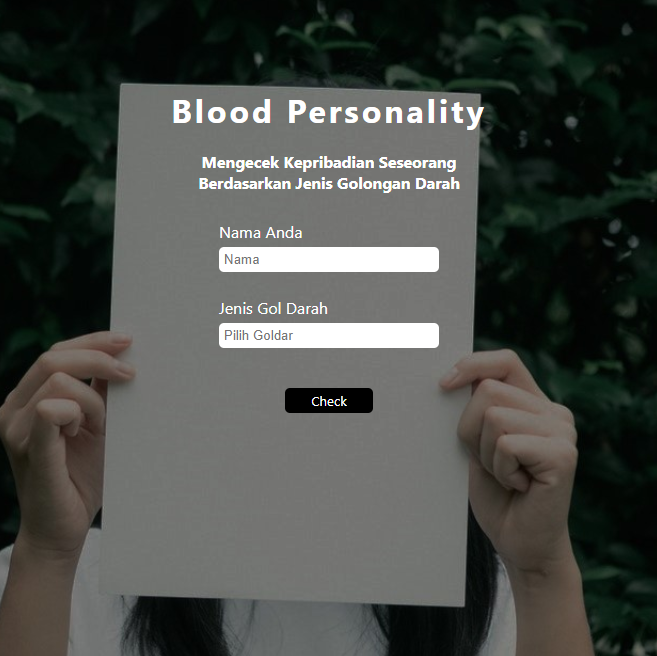 Blood Personality
Mengecek Kepribadian Seseorang
Berdasarkan Jenis Golongan Darah
Nama Anda
Nama
Jenis Gol Darah
Pilih Goldar
Check